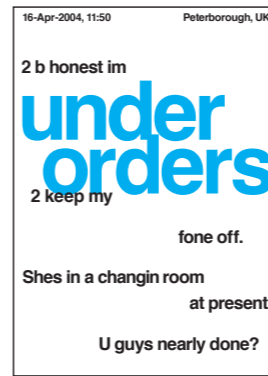 16-Apr-2004, 11:50 Peterborough, UK
2 b honest im
under
orders
2 keep my
fone off.
Shes in a changin room
at present
U guys nearly done?